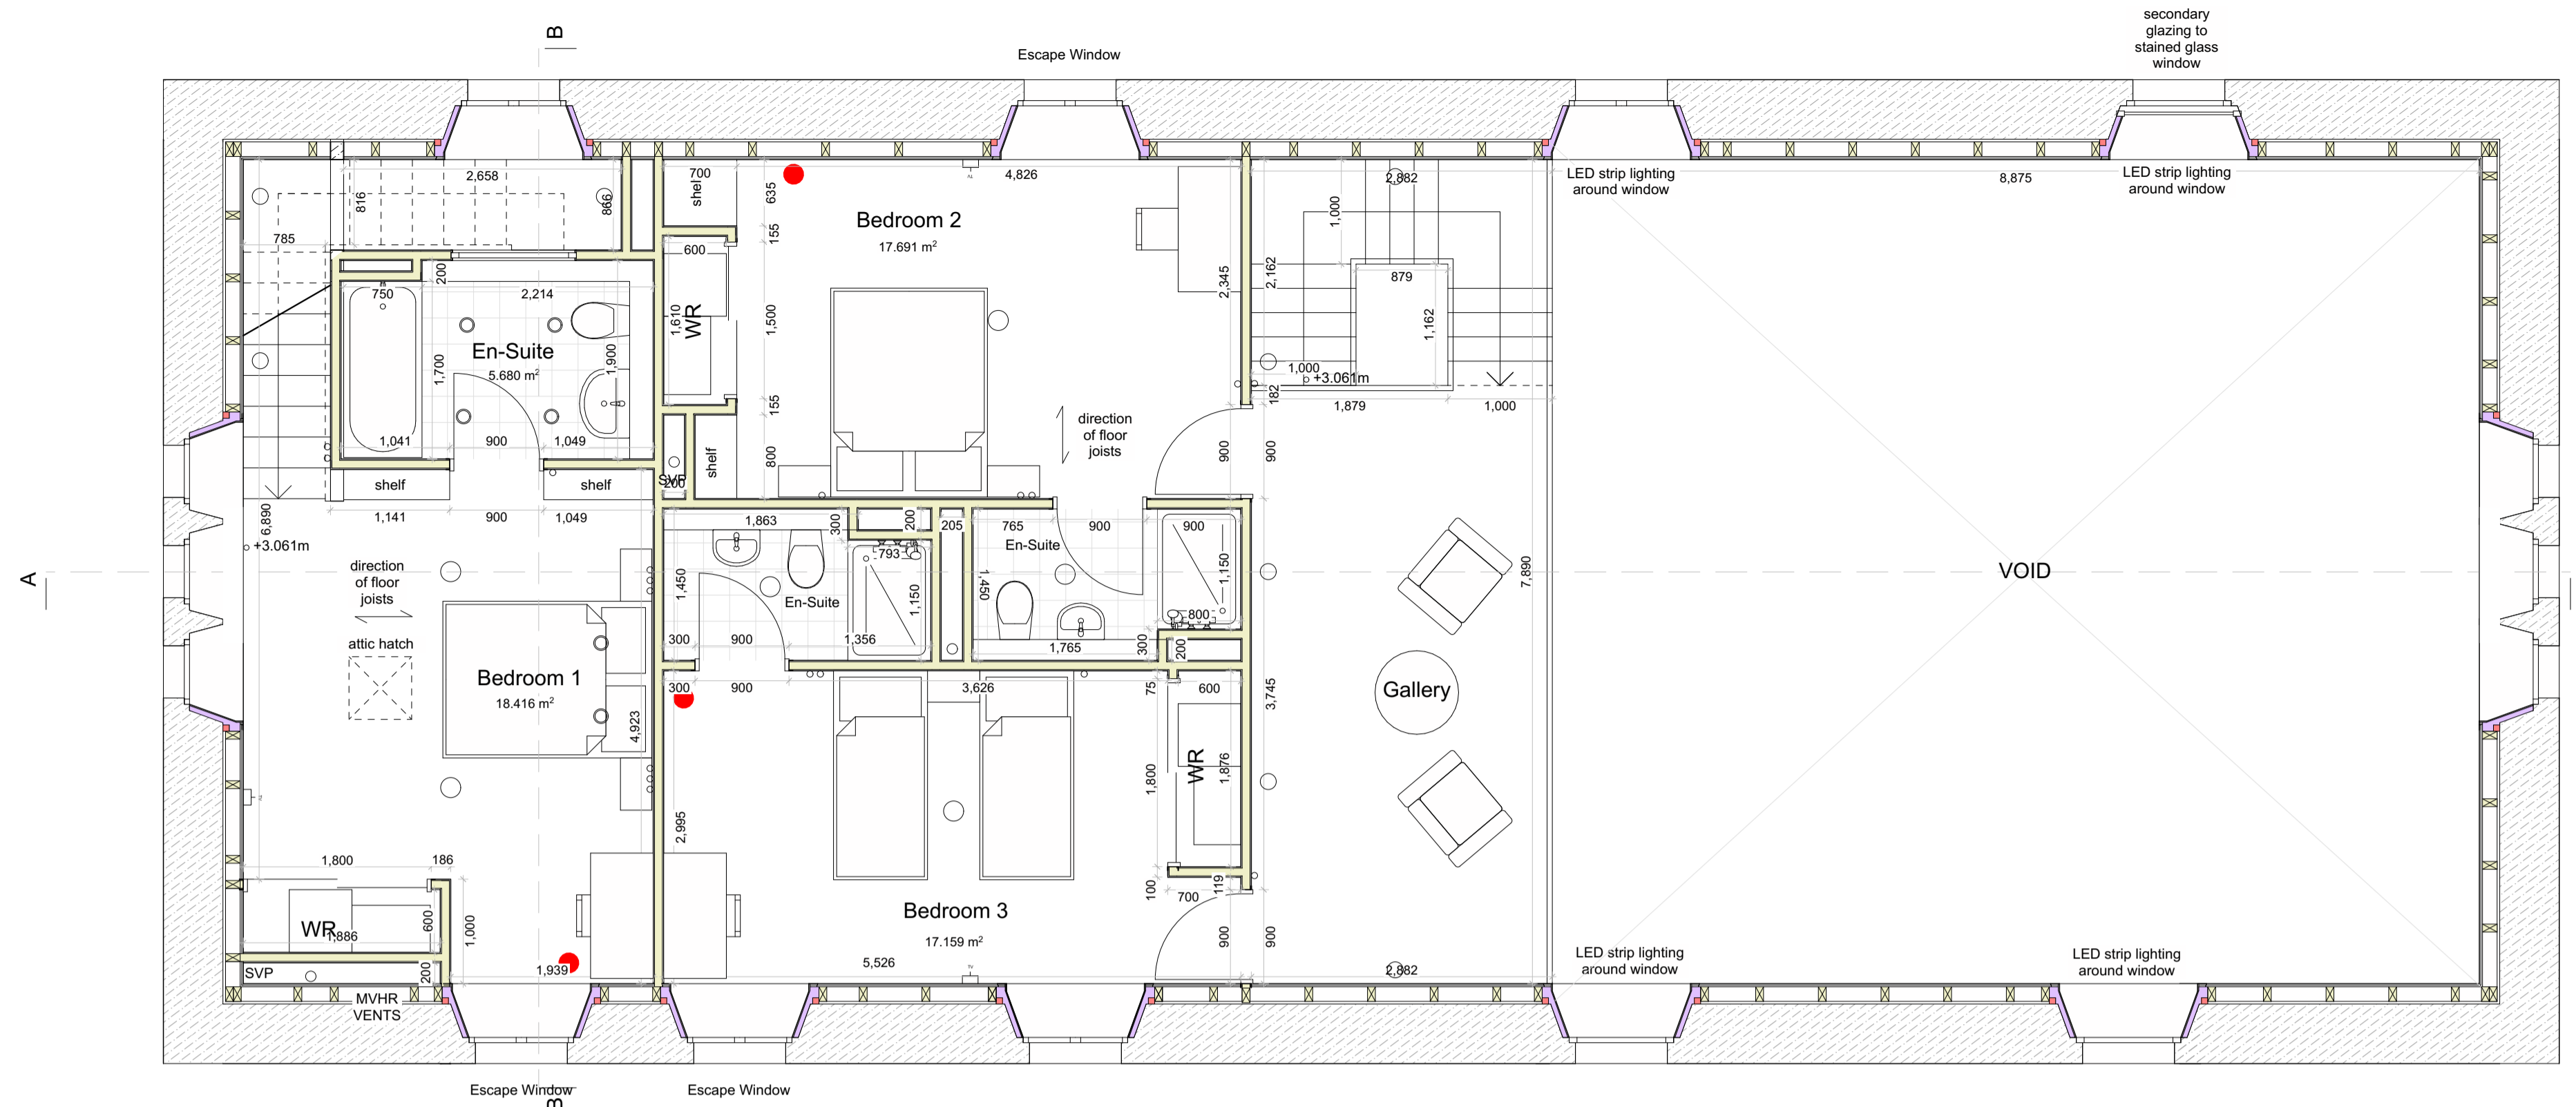 B
Escape Window
secondary
glazing to
stained glass
window
2,658
816
866
785
700
shelf
635
155
4,826
2,882
1,000
LED strip lighting
around window
8,875
LED strip lighting
around window
Bedroom 2
17.691 m²
600
200
750
2,214
En-Suite
5.680 m²
1,700
1,900
WR
1,610
1,500
2,345
2,162
879
1,162
1,000
+3.061m
182
1,879
1,000
155
direction
of floor
joists
1,041
900
1,049
shelf
shelf
800
shelf
SVP
200
900
900
1,141
900
1,049
6,890
+3.061m
1,863
300
200
205
765
900
900
En-Suite
793
1,450
1,150
1,450
1,150
7,890
VOID
A
direction
of floor
joists
En-Suite
800
attic hatch
300
900
1,356
1,765
300
200
Bedroom 1
18.416 m²
4,923
300
900
3,626
75
600
3,745
Gallery
WR
1,800
1,876
2,995
1,800
186
100
700
119
WR
1,886
600
1,000
Bedroom 3
17.159 m²
900
900
SVP
200
1,939
5,526
2,882
LED strip lighting
around window
LED strip lighting
around window
MVHR
VENTS
Escape Window
Escape Window
B